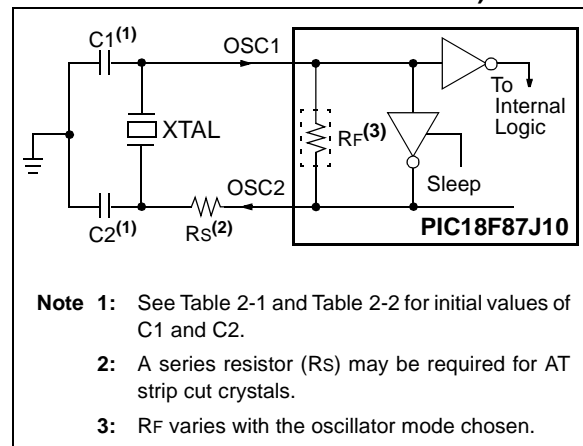 C1(1)
OSC1
To
Internal
Logic
XTAL
RF(3)
Sleep
OSC2
C2(1)
RS(2)
PIC18F87J10
Note 1: See Table 2-1 and Table 2-2 for initial values of
C1 and C2.
2: A series resistor (RS) may be required for AT
strip cut crystals.
3: RF varies with the oscillator mode chosen.